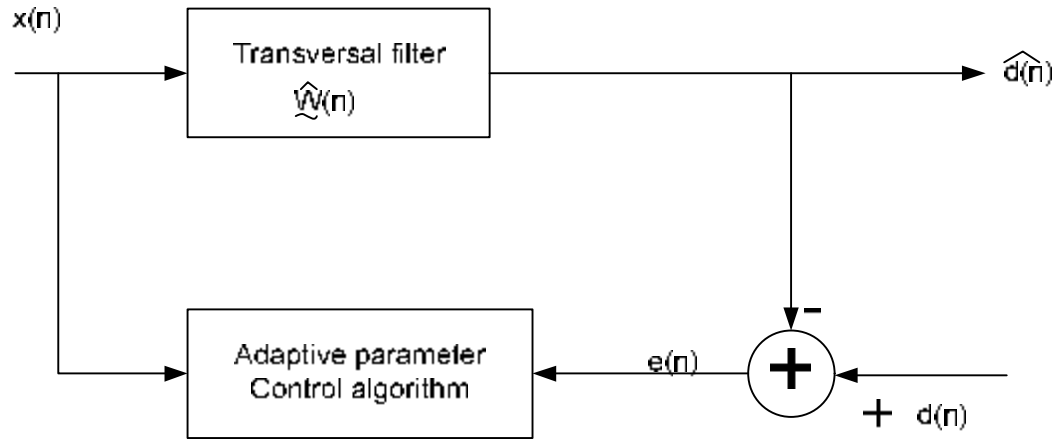 x(n)
Transversal filter
Ŵ(n)
d(n)^
-
Adaptive parameter
Control algorithm
e(n)
+
+ d(n)